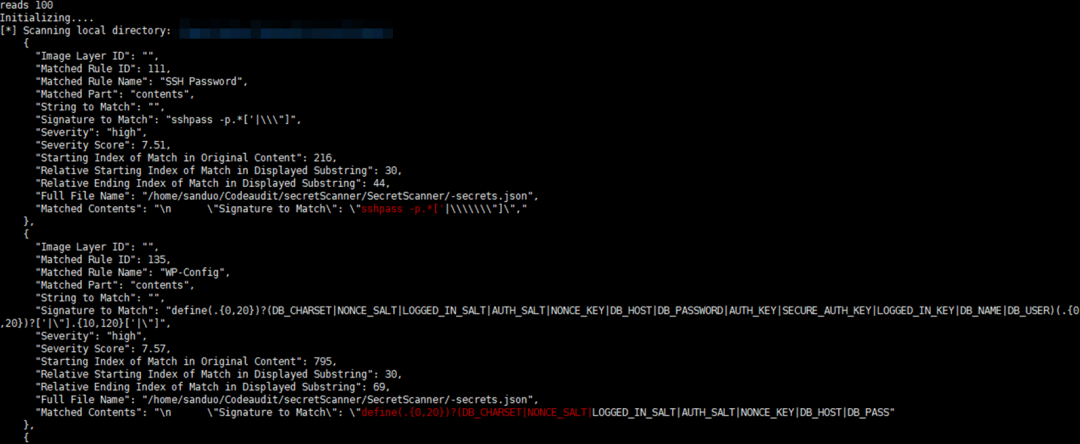 reads 100
Initializing....
[*] Scanning local directory:
{
"Image Layer ID": "",
"Matched Rule ID": 111,
"Matched Rule Name": "SSH Password",
"Matched Part": "contents",
"String to Match": "",
"Signature to Match": "sshpass -p.*['|\\\"]",
"Severity": "high",
"Severity Score": 7.51,
"Starting Index of Match in Original Content": 216,
"Relative Starting Index of Match in Displayed Substring": 30,
"Relative Ending Index of Match in Displayed Substring": 44,
"Full File Name": "/home/sanduo/Codeaudit/secretScanner/SecretScanner/-secrets.json",
"Matched Contents": "\n      \"Signature to Match\": \"sshpass -p.*['|\\\\\\\"]\","
},
{
"Image Layer ID": "",
"Matched Rule ID": 135,
"Matched Rule Name": "WP-Config",
"Matched Part": "contents",
"String to Match": "",
"Signature to Match": "define(.{0,20})?(DB_CHARSET|NONCE_SALT|LOGGED_IN_SALT|AUTH_SALT|NONCE_KEY|DB_HOST|DB_PASSWORD|AUTH_KEY|SECURE_AUTH_KEY|LOGGED_IN_KEY|DB_NAME|DB_USER)(.{0
,20})?['|\"].{10,120}['|\"]",
"Severity": "high",
"Severity Score": 7.57,
"Starting Index of Match in Original Content": 795,
"Relative Starting Index of Match in Displayed Substring": 30,
"Relative Ending Index of Match in Displayed Substring": 69,
"Full File Name": "/home/sanduo/Codeaudit/secretScanner/SecretScanner/-secrets.json",
"Matched Contents": "\n      \"Signature to Match\": \"define(.{0,20})?(DB_CHARSET|NONCE_SALT|LOGGED_IN_SALT|AUTH_SALT|NONCE_KEY|DB_HOST|DB_PASS"
},
{